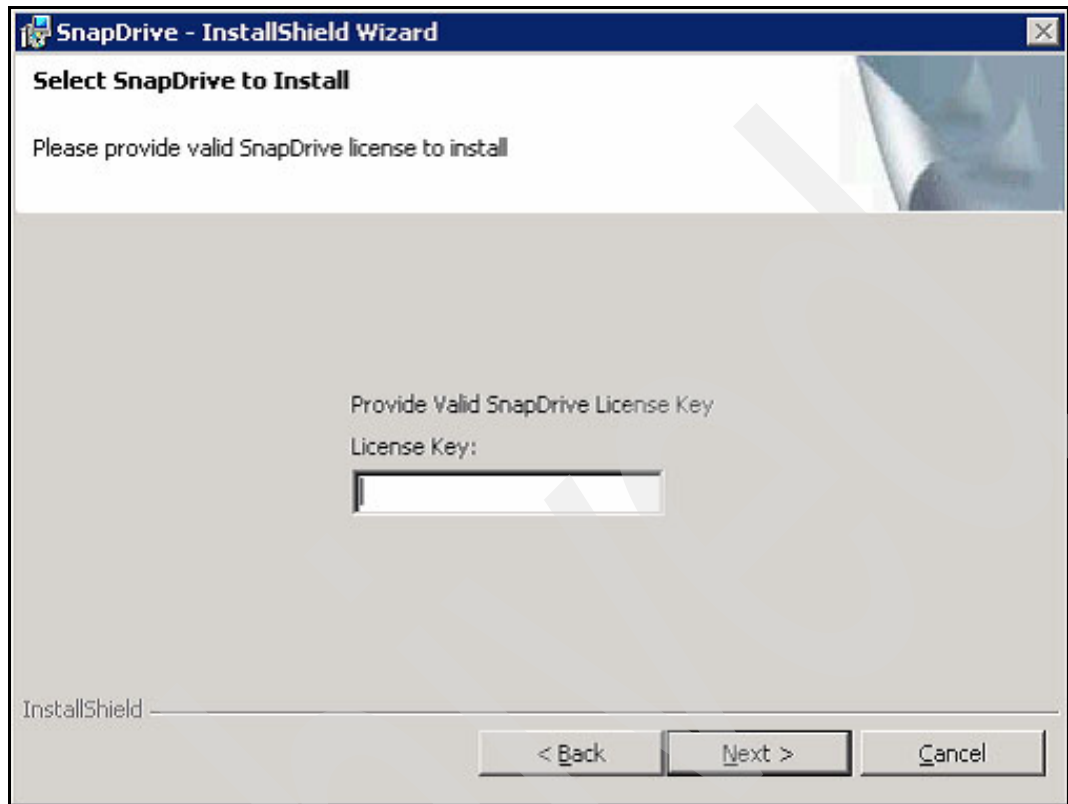 SnapDrive - InstallShield Wizard
Select SnapDrive to Install
Please provide valid SnapDrive license to install
Provide Valid SnapDrive License Key
License Key:
InstallShield
< Back
Next >
Cancel